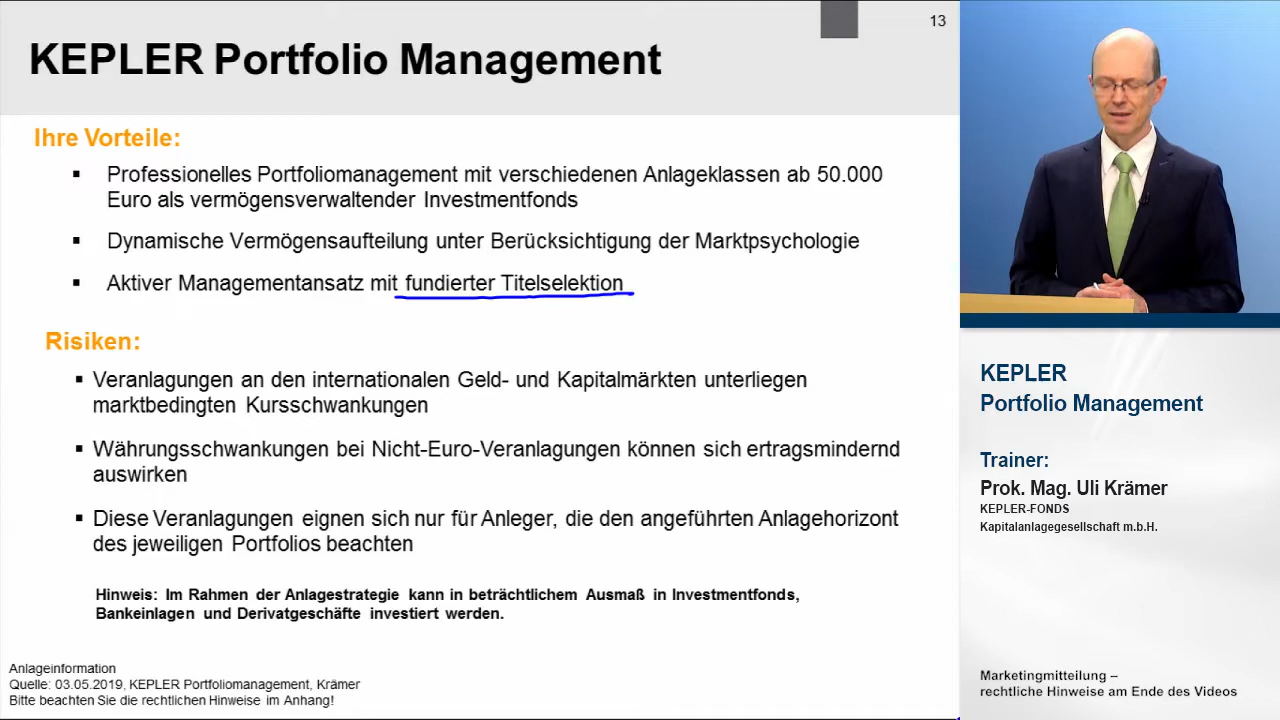 13
KEPLER Portfolio Management
Ihre Vorteile:
▪ Professionelles Portfoliomanagement mit verschiedenen Anlageklassen ab 50.000
Euro als vermögensverwaltender Investmentfonds
▪ Dynamische Vermögensaufteilung unter Berücksichtigung der Marktpsychologie
▪ Aktiver Managementansatz mit fundierter Titelselektion
Risiken:
▪ Veranlagungen an den internationalen Geld- und Kapitalmärkten unterliegen
marktbedingten Kursschwankungen
▪ Währungsschwankungen bei Nicht-Euro-Veranlagungen können sich ertragsmindernd
auswirken
▪ Diese Veranlagungen eignen sich nur für Anleger, die den angeführten Anlagehorizont
des jeweiligen Portfolios beachten
Hinweis: Im Rahmen der Anlagestrategie kann in beträchtlichem Ausmaß in Investmentfonds,
Bankeinlagen und Derivatgeschäfte investiert werden.
Anlageinformation
Quelle: 03.05.2019, KEPLER Portfoliomanagement, Krämer
Bitte beachten Sie die rechtlichen Hinweise im Anhang!
KEPLER
Portfolio Management
Trainer:
Prok. Mag. Uli Krämer
KEPLER-FONDS
Kapitalanlagegesellschaft m.b.H.
Marketingmitteilung –
rechtliche Hinweise am Ende des Videos